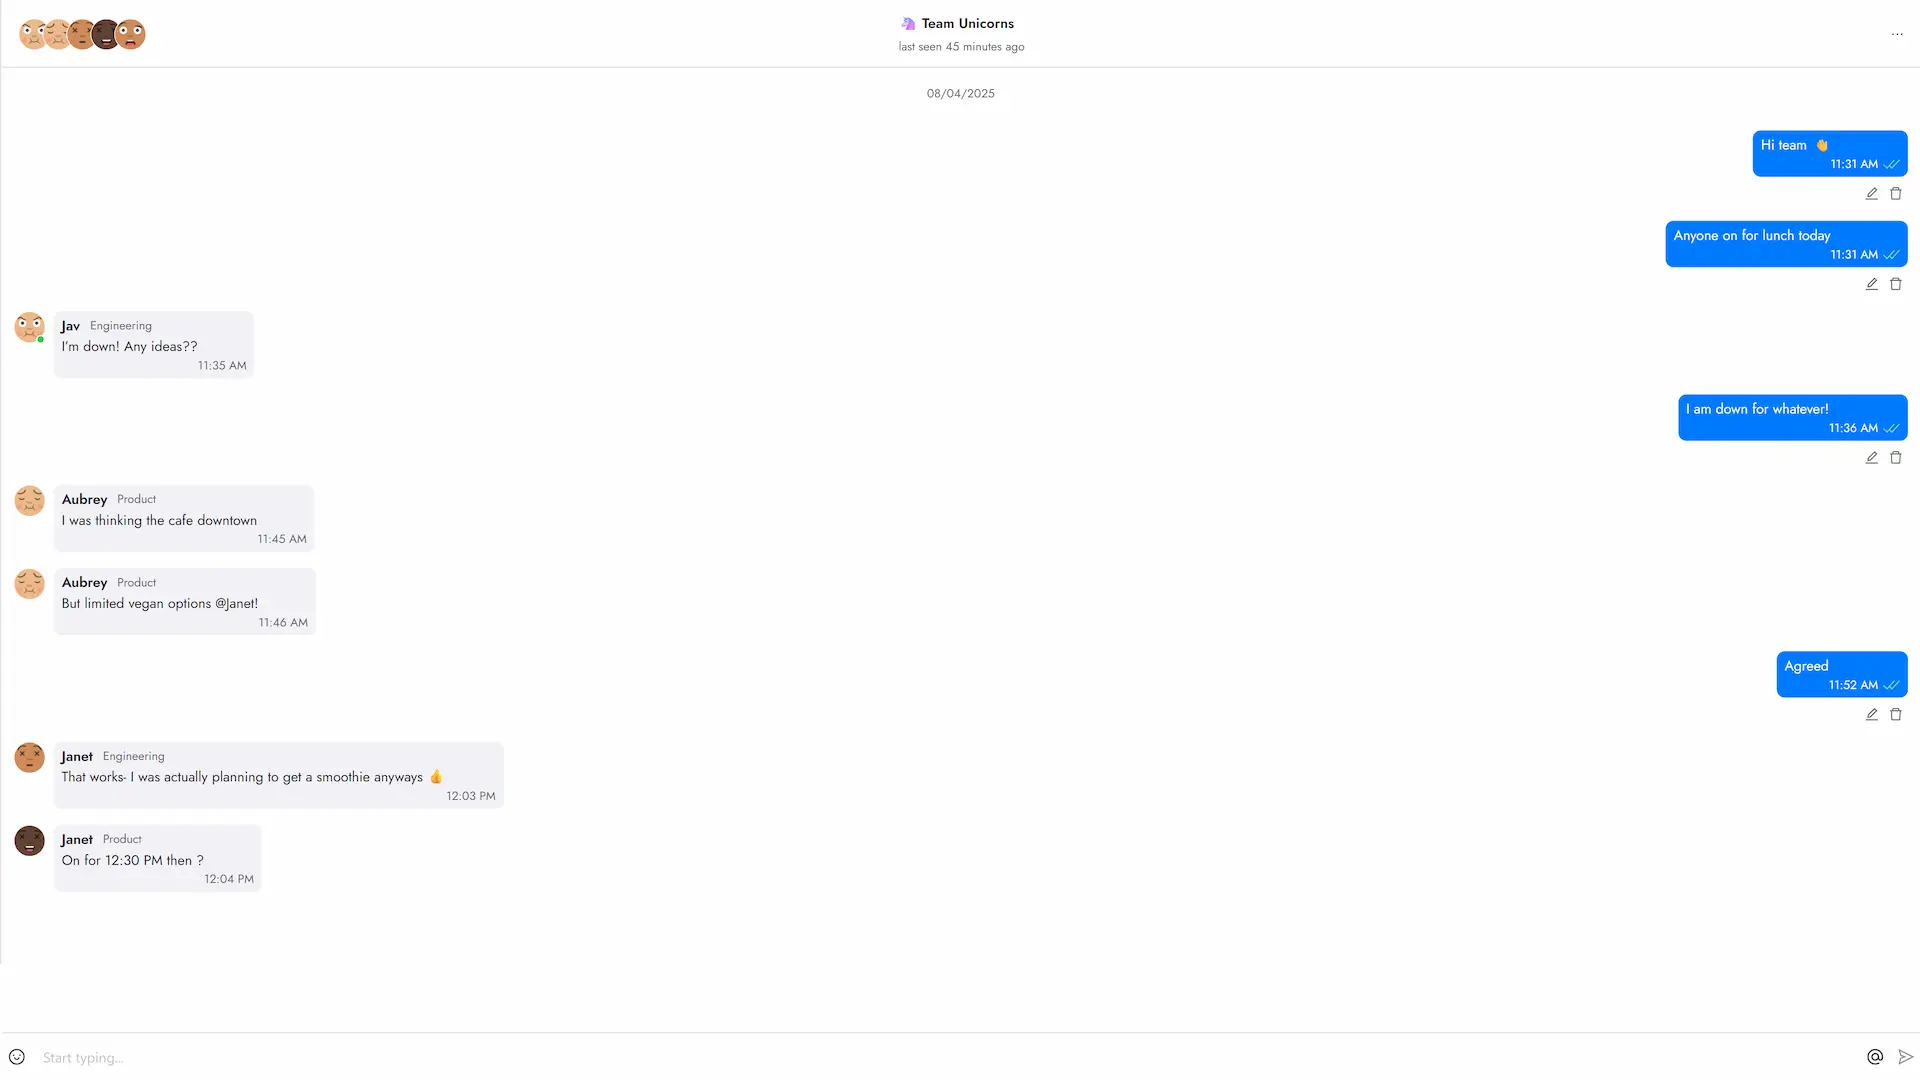 🦄 Team Unicorns
last seen 45 minutes ago
...
08/04/2025
Hi team 👋
11:31 AM
Anyone on for lunch today
11:31 AM
Jav Engineering
I'm down! Any ideas??
11:35 AM
I am down for whatever!
11:36 AM
Aubrey Product
I was thinking the cafe downtown
11:45 AM
Aubrey Product
But limited vegan options @Janet!
11:46 AM
Agreed
11:52 AM
Janet Engineering
That works- I was actually planning to get a smoothie anyways 👍
12:03 PM
Janet Product
On for 12:30 PM then ?
12:04 PM
Start typing...
@